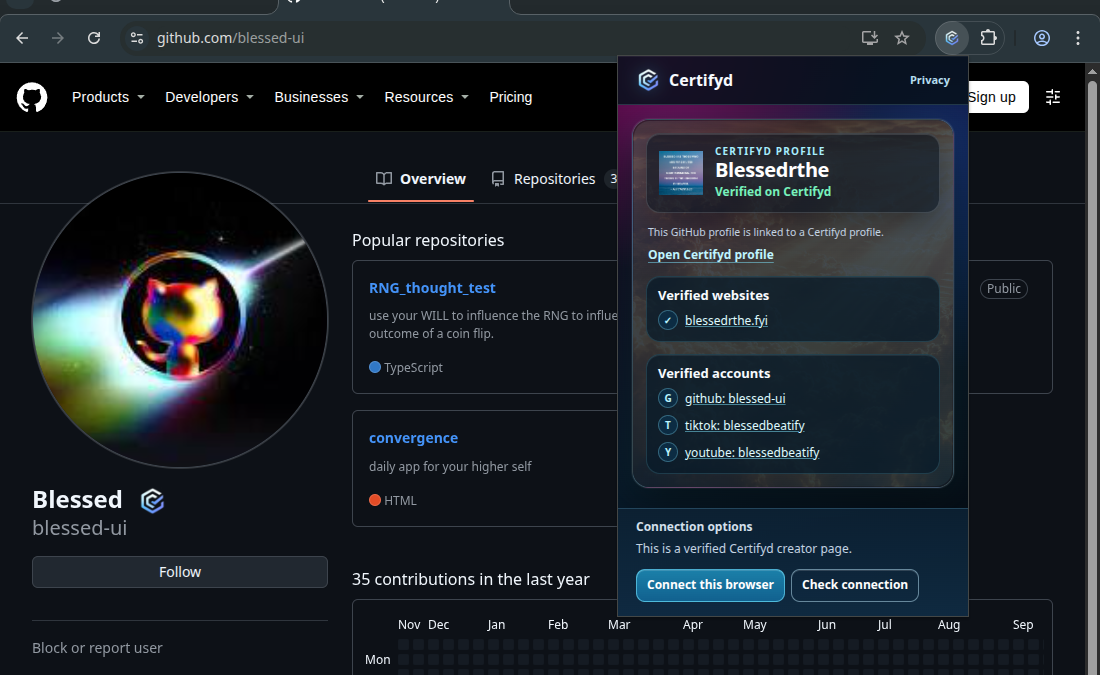 github.com/blessed-ui
Products
Developers
Businesses
Resources
Pricing
Sign up
Overview
Repositories 3
Popular repositories
RNG_thought_test
use your WILL to influence the RNG to influe
outcome of a coin flip.
TypeScript
Public
convergence
daily app for your higher self
HTML
Blessed
blessed-ui
Follow
Block or report user
35 contributions in the last year
Nov Dec Jan Feb Mar Apr May Jun Jul Aug Sep
Mon
Certifyd
Privacy
CERTIFYD PROFILE
Blessedrthe
Verified on Certifyd
This GitHub profile is linked to a Certifyd profile.
Open Certifyd profile
Verified websites
✓ blessedrthe.fyi
Verified accounts
G github: blessed-ui
T tiktok: blessedbeatify
Y youtube: blessedbeatify
Connection options
This is a verified Certifyd creator page.
Connect this browser
Check connection